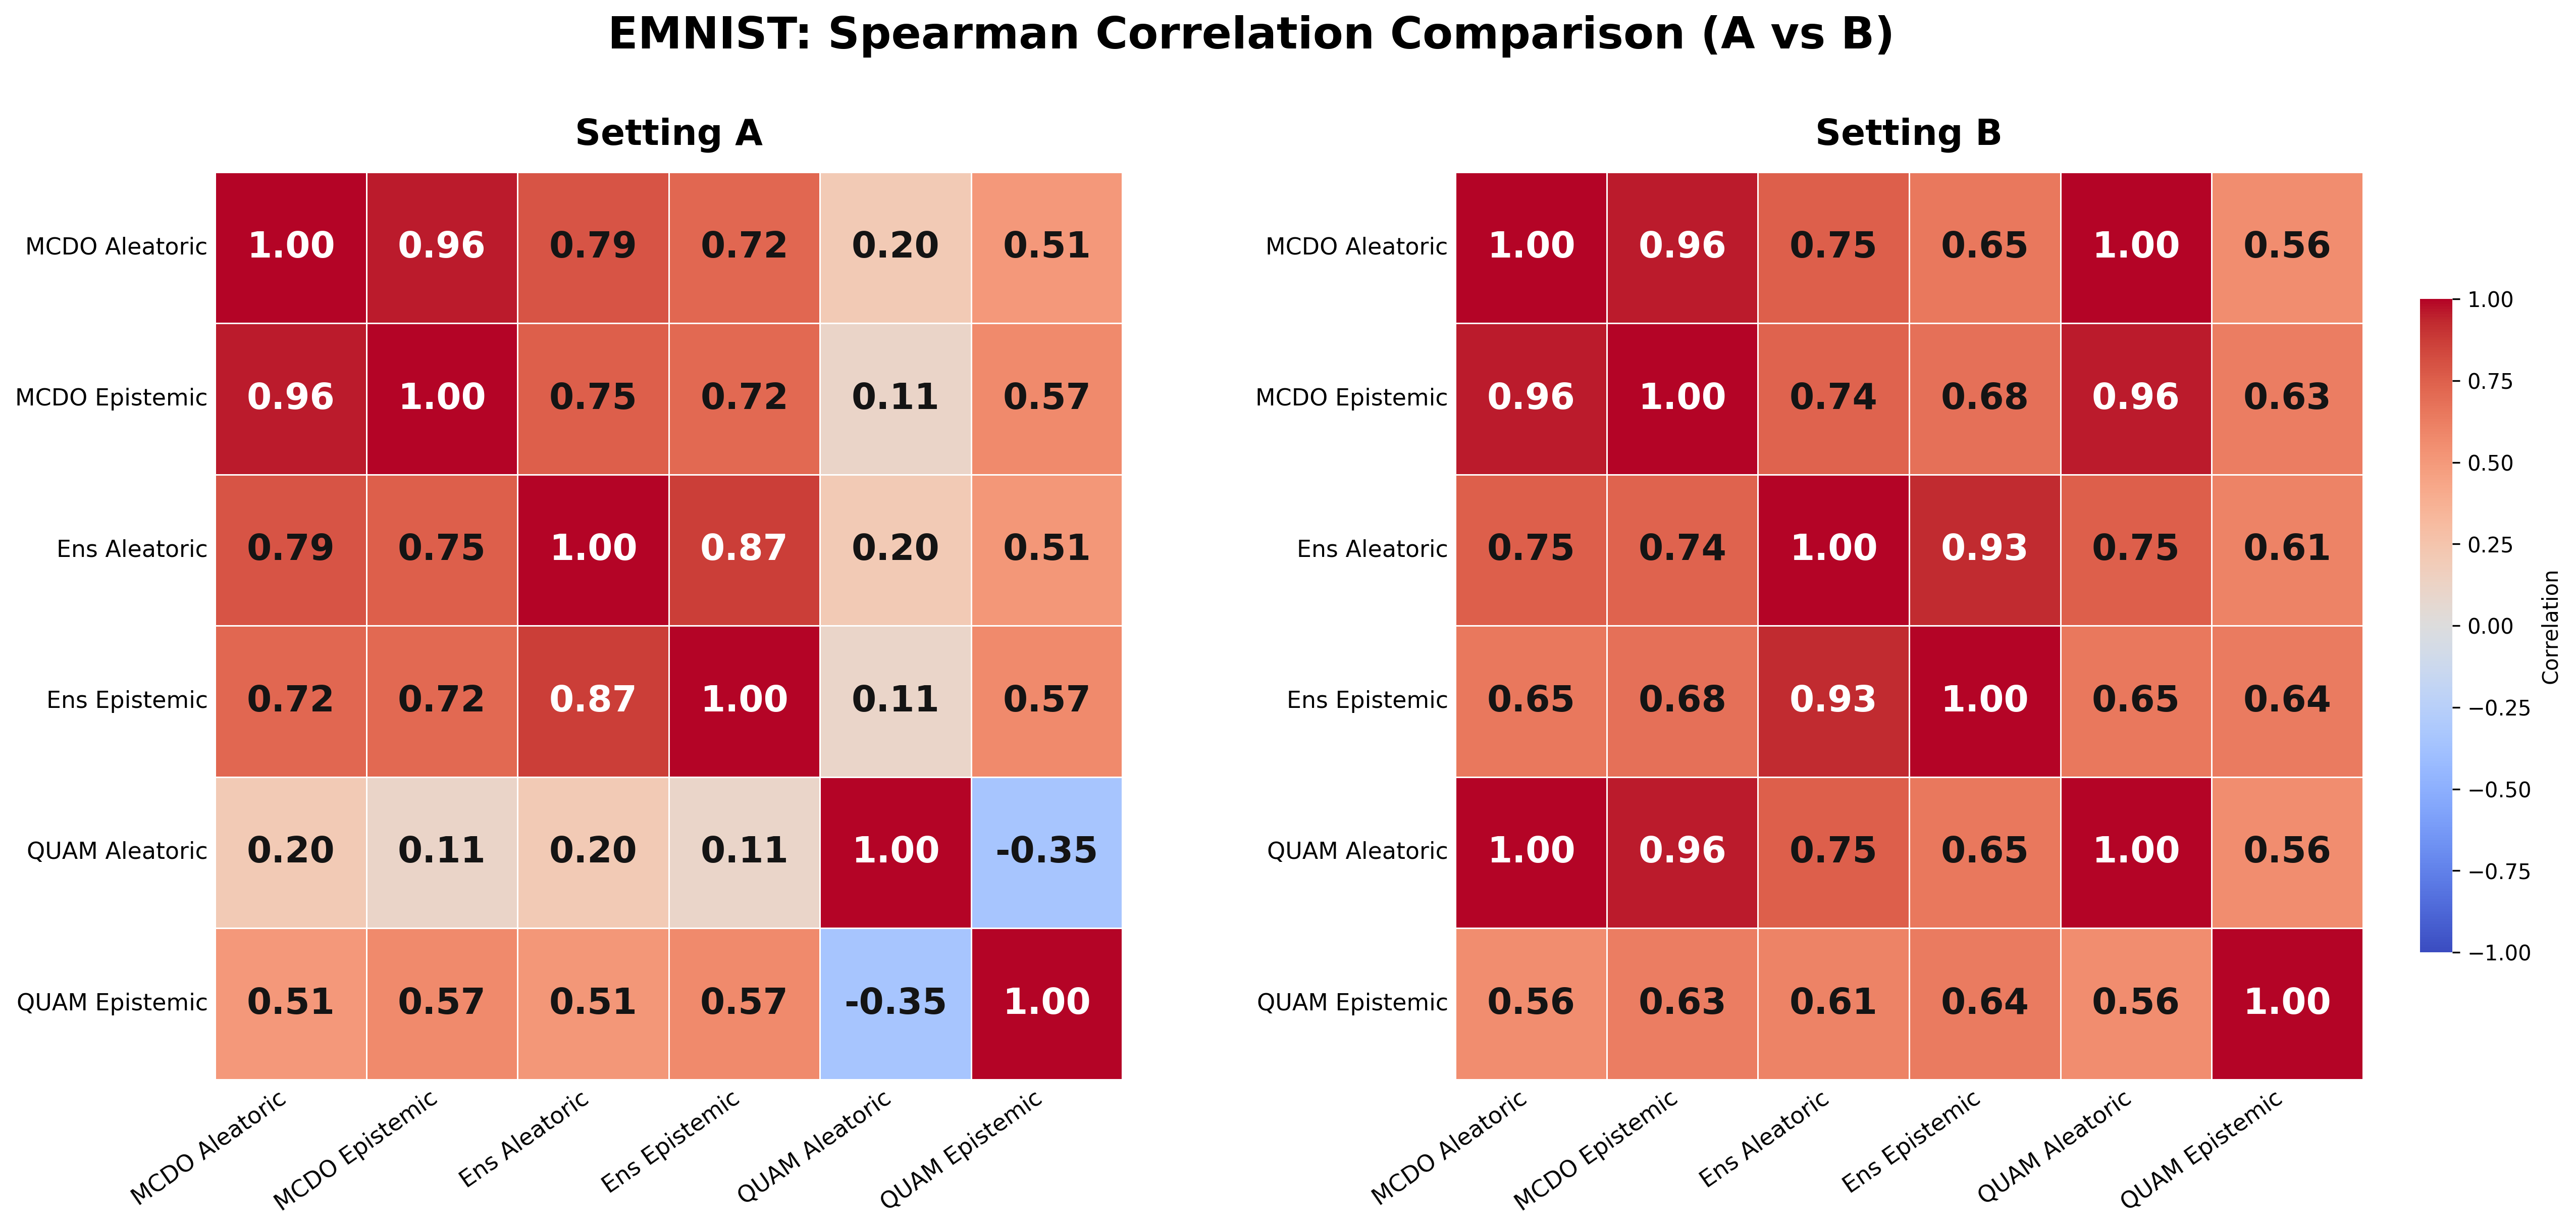 EMNIST: Spearman Correlation Comparison (A vs B)
Setting A
MCDO Aleatoric 1.00 0.96 0.79 0.72 0.20 0.51
MCDO Epistemic 0.96 1.00 0.75 0.72 0.11 0.57
Ens Aleatoric 0.79 0.75 1.00 0.87 0.20 0.51
Ens Epistemic 0.72 0.72 0.87 1.00 0.11 0.57
QUAM Aleatoric 0.20 0.11 0.20 0.11 1.00 -0.35
QUAM Epistemic 0.51 0.57 0.51 0.57 -0.35 1.00
MCDO Aleatoric
MCDO Epistemic
Ens Aleatoric
Ens Epistemic
QUAM Aleatoric
QUAM Epistemic
Setting B
MCDO Aleatoric 1.00 0.96 0.75 0.65 1.00 0.56
MCDO Epistemic 0.96 1.00 0.74 0.68 0.96 0.63
Ens Aleatoric 0.75 0.74 1.00 0.93 0.75 0.61
Ens Epistemic 0.65 0.68 0.93 1.00 0.65 0.64
QUAM Aleatoric 1.00 0.96 0.75 0.65 1.00 0.56
QUAM Epistemic 0.56 0.63 0.61 0.64 0.56 1.00
MCDO Aleatoric
MCDO Epistemic
Ens Aleatoric
Ens Epistemic
QUAM Aleatoric
QUAM Epistemic
1.00
0.75
0.50
0.25
0.00
−0.25
−0.50
−0.75
−1.00
Correlation